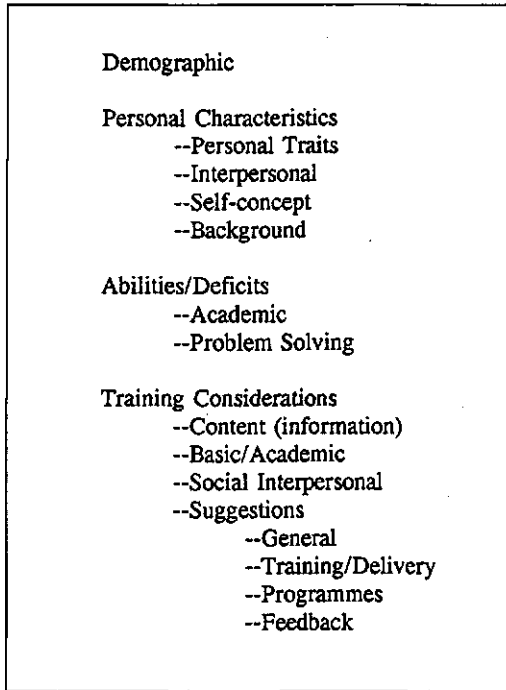 Demographic
Personal Characteristics
--Personal Traits
--Interpersonal
--Self-concept
--Background
Abilities/Deficits
--Academic
--Problem Solving
Training Considerations
--Content (information)
--Basic/Academic
--Social Interpersonal
--Suggestions
--General
--Training/Delivery
--Programmes
--Feedback